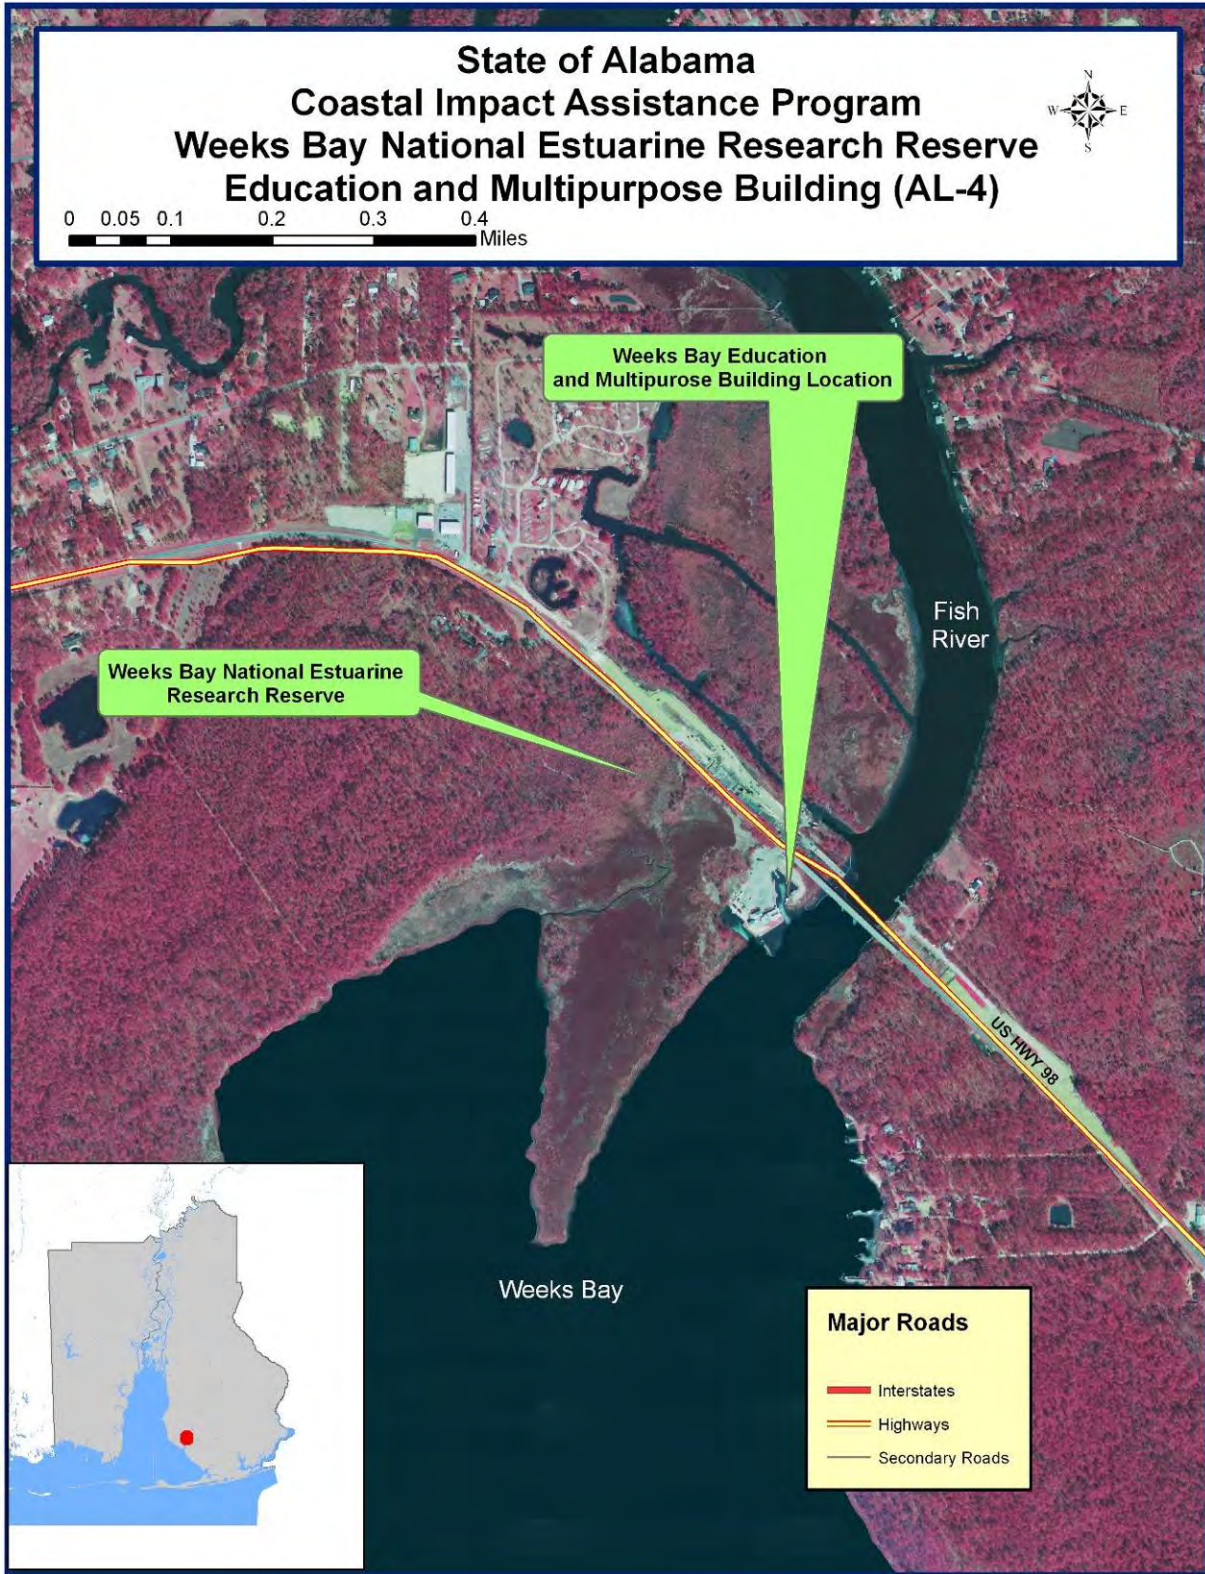 State of Alabama
Coastal Impact Assistance Program
Weeks Bay National Estuarine Research Reserve
Education and Multipurpose Building (AL-4)
N
W E
S
0 0.05 0.1 0.2 0.3 0.4
Miles
Weeks Bay Education
and Multipurose Building Location
Fish
River
Weeks Bay National Estuarine
Research Reserve
US HWY 98
Weeks Bay
Major Roads
Interstates
Highways
Secondary Roads